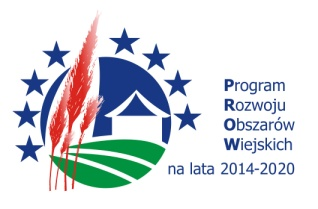 Program
Rozwoju
Obszarów
Wiejskich
na lata 2014-2020